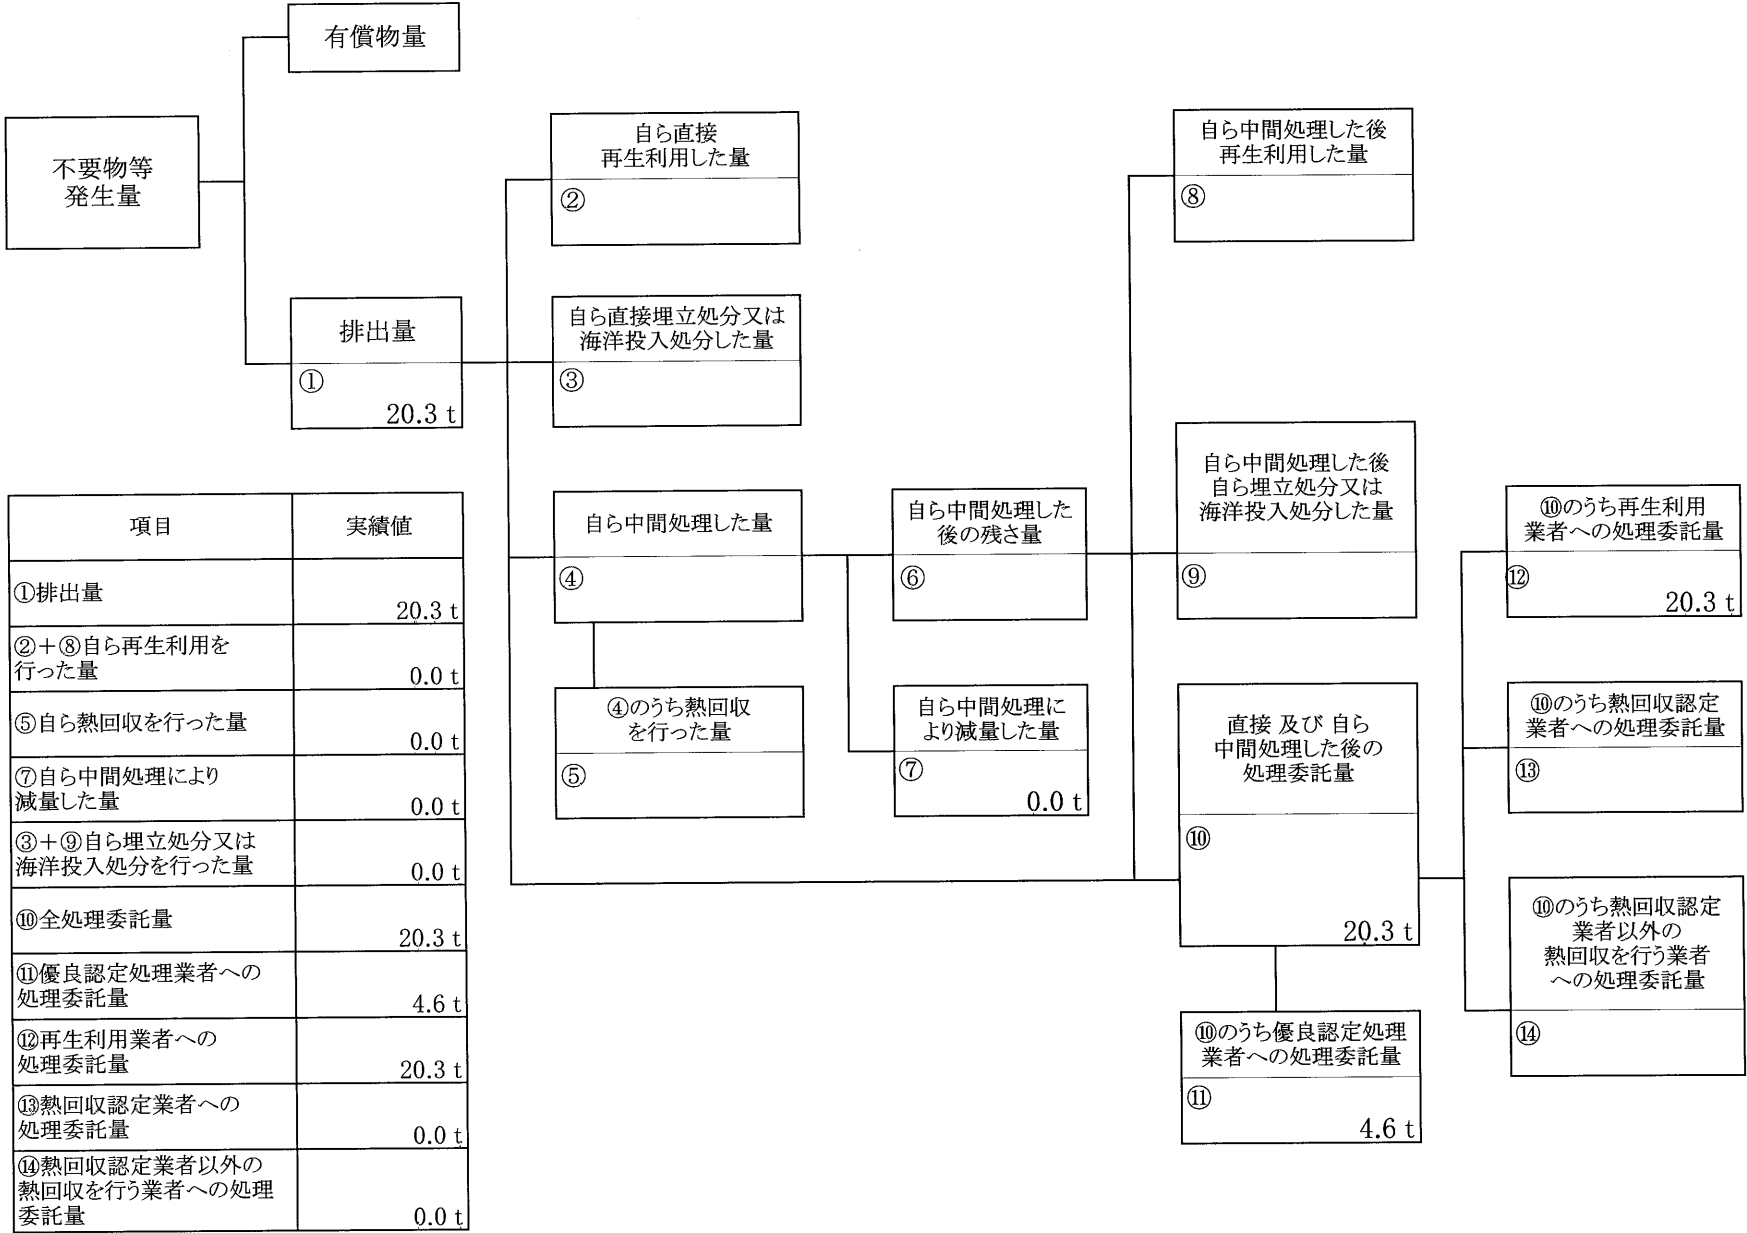 有償物量
不要物等
発生量
排出量
①
20.3 t
自ら直接
再生利用した量
②
自ら直接埋立処分又は
海洋投入処分した量
③
自ら中間処理した量
④
④のうち熱回収
を行った量
⑤
自ら中間処理した
後の残さ量
⑥
自ら中間処理に
より減量した量
⑦
0.0 t
自ら中間処理した後
再生利用した量
⑧
自ら中間処理した後
自ら埋立処分又は
海洋投入処分した量
⑨
直接 及び 自ら
中間処理した後の
処理委託量
⑩
20.3 t
⑩のうち優良認定処理
業者への処理委託量
⑪
4.6 t
⑩のうち再生利用
業者への処理委託量
⑫
20.3 t
⑩のうち熱回収認定
業者への処理委託量
⑬
⑩のうち熱回収認定
業者以外の
熱回収を行う業者
への処理委託量
⑭
項目 実績値
①排出量
20.3 t
②＋⑧自ら再生利用を
行った量
0.0 t
⑤自ら熱回収を行った量
0.0 t
⑦自ら中間処理により
減量した量
0.0 t
③＋⑨自ら埋立処分又は
海洋投入処分を行った量
0.0 t
⑩全処理委託量
20.3 t
⑪優良認定処理業者への
処理委託量
4.6 t
⑫再生利用業者への
処理委託量
20.3 t
⑬熱回収認定業者への
処理委託量
0.0 t
⑭熱回収認定業者以外の
熱回収を行う業者への処理
委託量
0.0 t